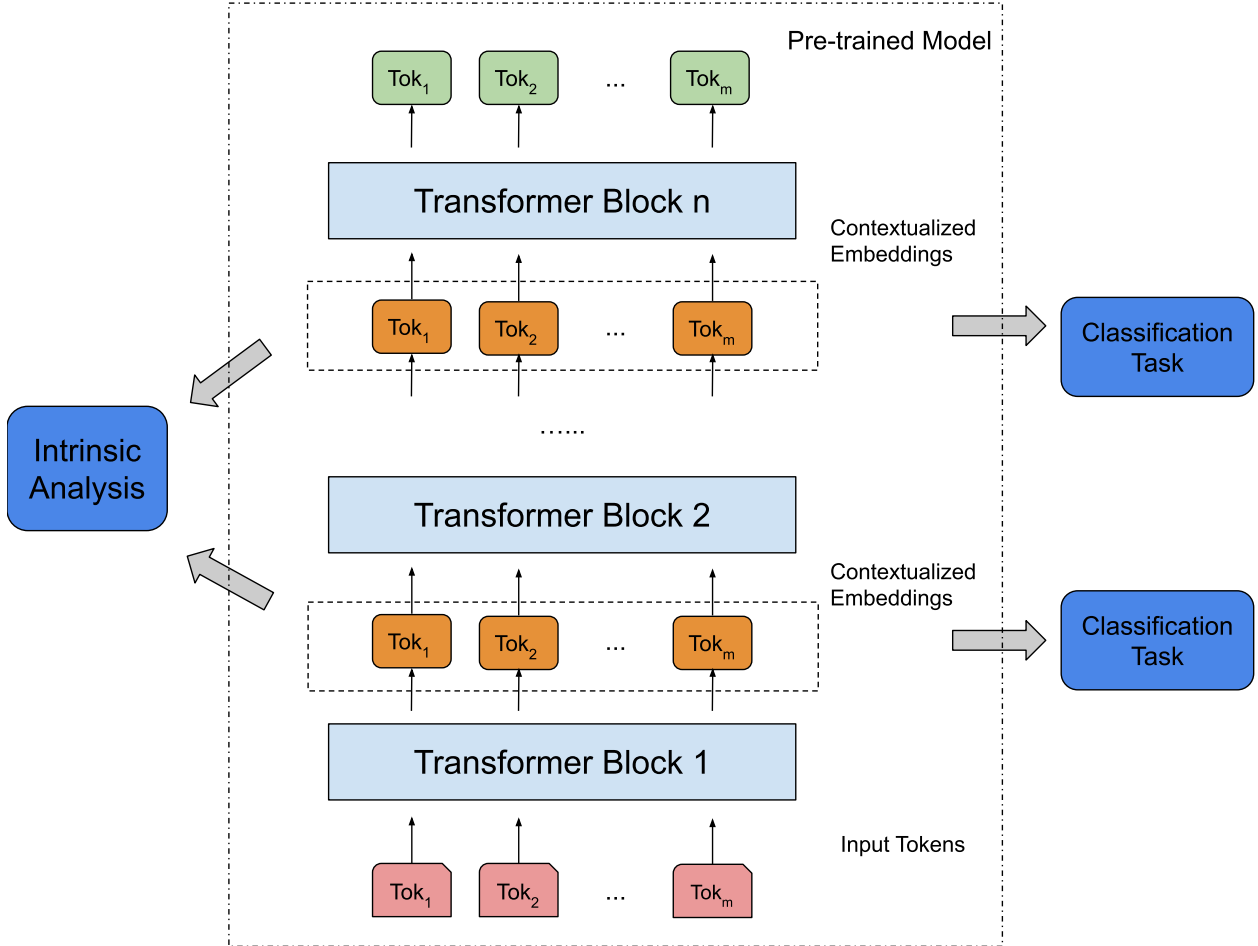 Pre-trained Model
Tok1 Tok2 ... Tokm
Transformer Block n
Contextualized
Embeddings
Tok1 Tok2 ... Tokm
Classification
Task
…...
Intrinsic
Analysis
Transformer Block 2
Contextualized
Embeddings
Tok1 Tok2 ... Tokm
Classification
Task
Transformer Block 1
Input Tokens
Tok1 Tok2 ... Tokm